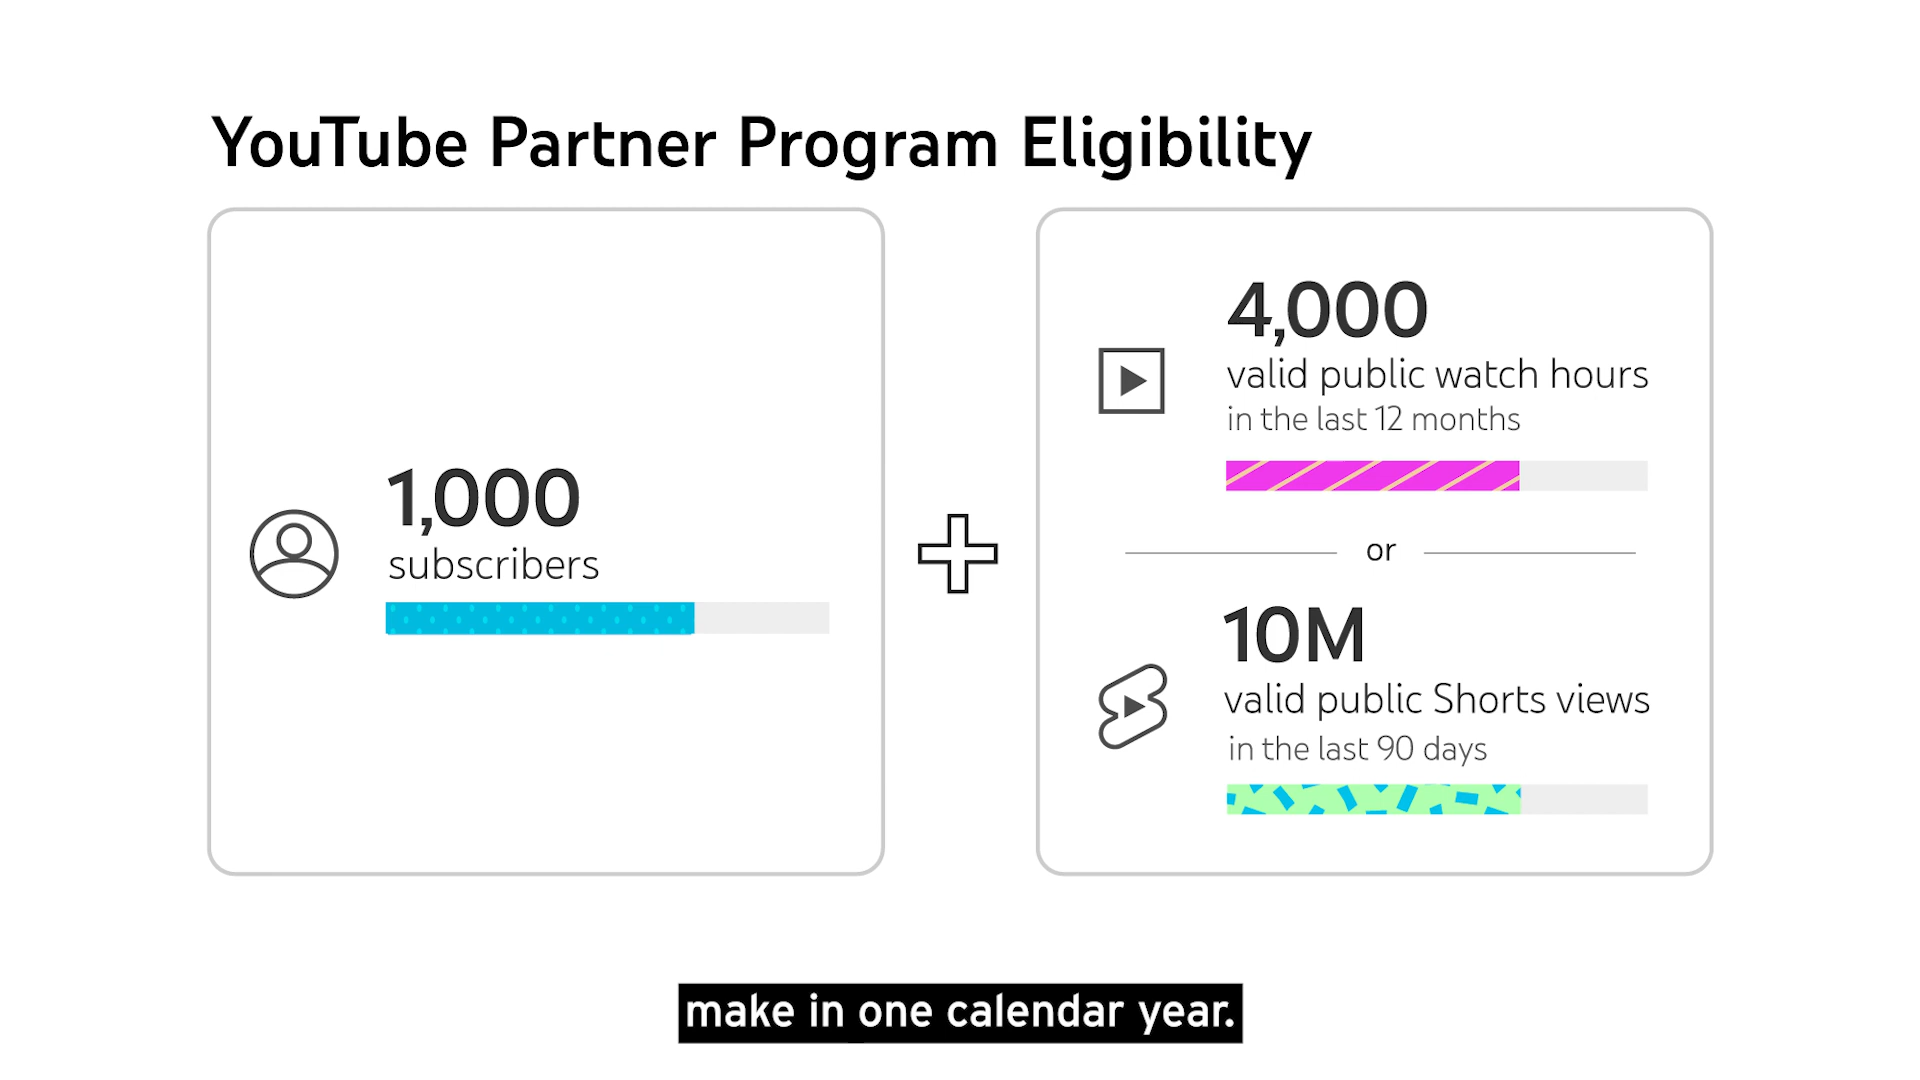 YouTube Partner Program Eligibility
1,000
subscribers
4,000
valid public watch hours
in the last 12 months
or
10M
valid public Shorts views
in the last 90 days
make in one calendar year.